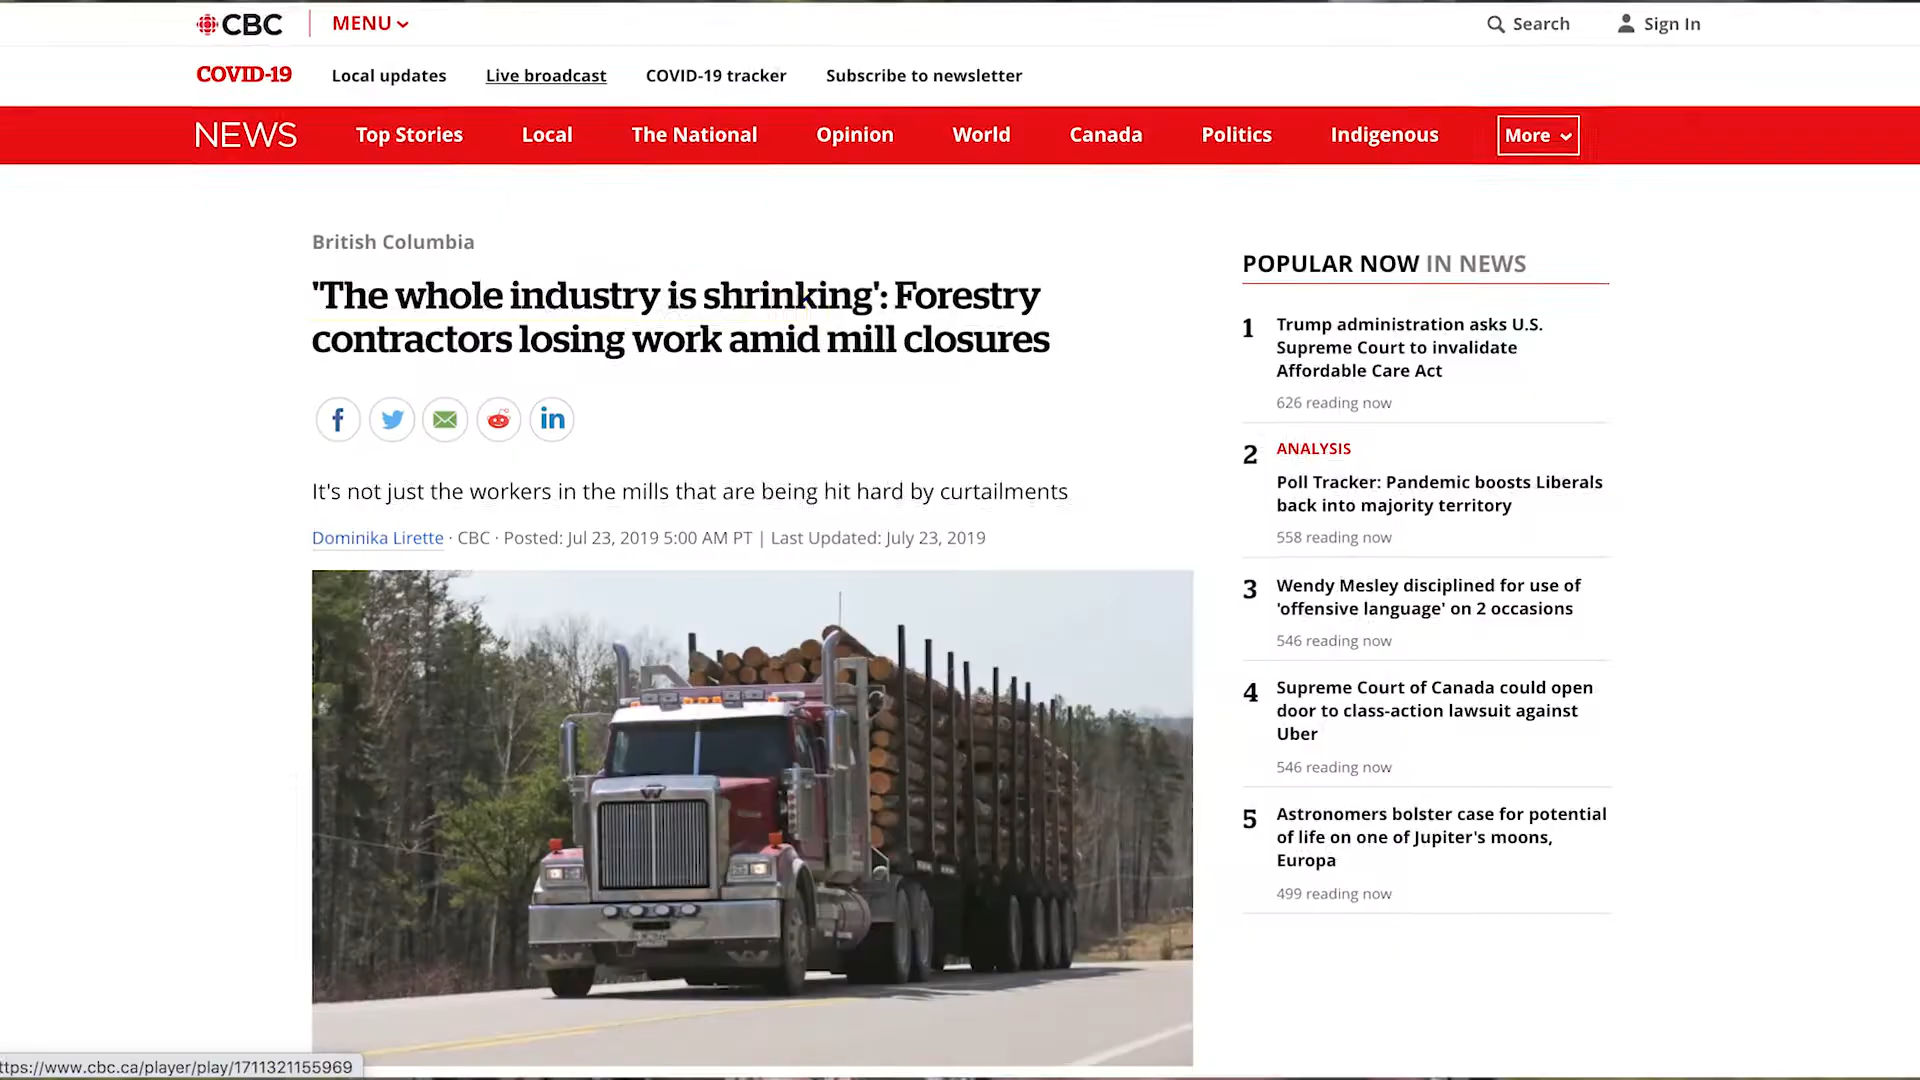 CBC
MENU
Search
Sign In
COVID-19
Local updates
Live broadcast
COVID-19 tracker
Subscribe to newsletter
NEWS
Top Stories
Local
The National
Opinion
World
Canada
Politics
Indigenous
More
British Columbia
'The whole industry is shrinking': Forestry
contractors losing work amid mill closures
It's not just the workers in the mills that are being hit hard by curtailments
Dominika Lirette · CBC · Posted: Jul 23, 2019 5:00 AM PT | Last Updated: July 23, 2019
POPULAR NOW IN NEWS
1
Trump administration asks U.S.
Supreme Court to invalidate
Affordable Care Act
626 reading now
2
ANALYSIS
Poll Tracker: Pandemic boosts Liberals
back into majority territory
558 reading now
3
Wendy Mesley disciplined for use of
'offensive language' on 2 occasions
546 reading now
4
Supreme Court of Canada could open
door to class-action lawsuit against
Uber
546 reading now
5
Astronomers bolster case for potential
of life on one of Jupiter's moons,
Europa
499 reading now
ttps://www.cbc.ca/player/play/1711321155969